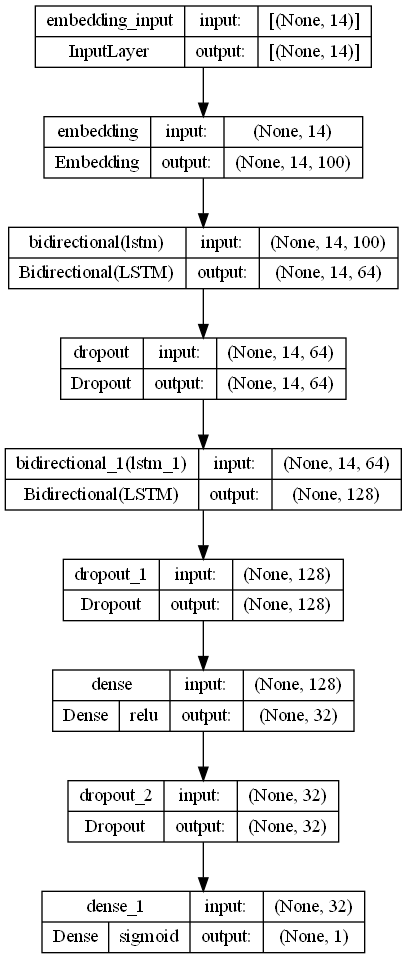 embedding_input input: [(None, 14)]
InputLayer output: [(None, 14)]
embedding input: (None, 14)
Embedding output: (None, 14, 100)
bidirectional(lstm) input: (None, 14, 100)
Bidirectional(LSTM) output: (None, 14, 64)
dropout input: (None, 14, 64)
Dropout output: (None, 14, 64)
bidirectional_1(lstm_1) input: (None, 14, 64)
Bidirectional(LSTM) output: (None, 128)
dropout_1 input: (None, 128)
Dropout output: (None, 128)
dense input: (None, 128)
Dense relu output: (None, 32)
dropout_2 input: (None, 32)
Dropout output: (None, 32)
dense_1 input: (None, 32)
Dense sigmoid output: (None, 1)